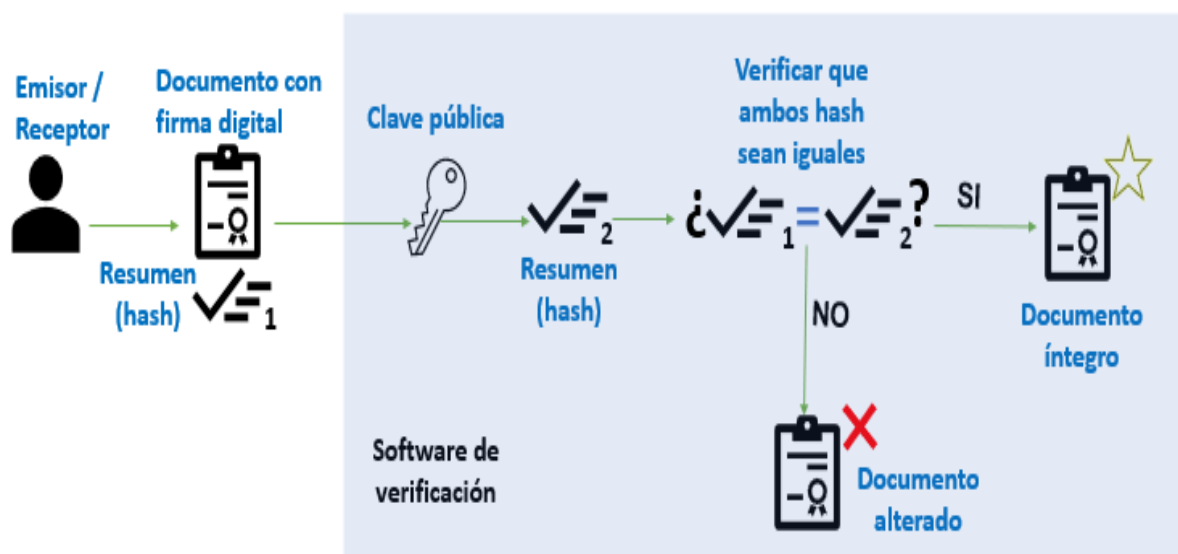 Emisor /
Receptor
Documento con
firma digital
Resumen
(hash)
1
Clave pública
2
Resumen
(hash)
Verificar que
ambos hash
sean iguales
¿ 1 = 2 ?
SI
Documento
íntegro
NO
Documento
alterado
Software de
verificación